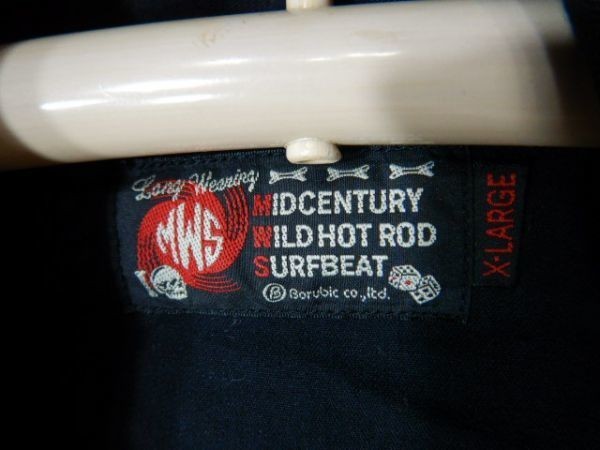 Long Wearing
MWS
MIDCENTURY
WILD HOT ROD
SURFBEAT
Ⓑ Borubic co.,ltd.
X-LARGE